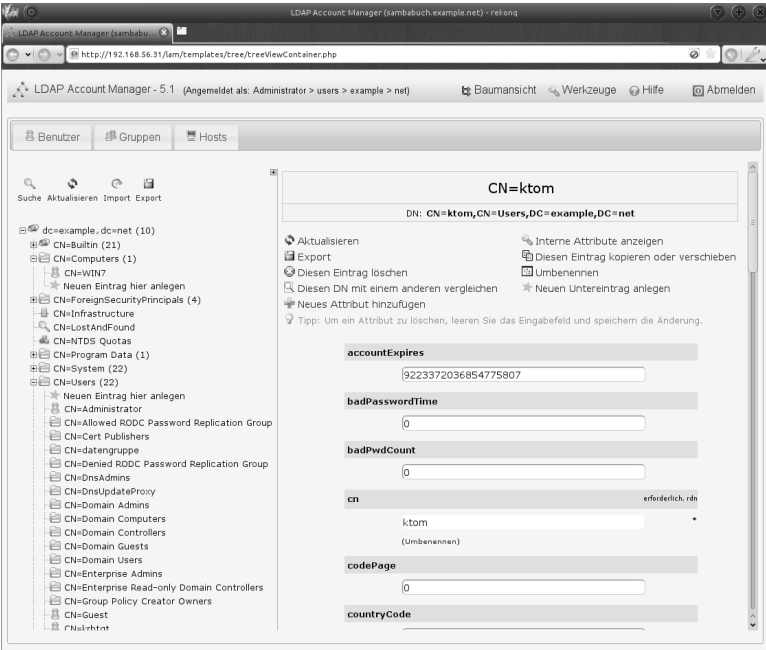 LDAP Account Manager (sambabuch.example.net) - rekonq
LDAP Account Manager (sambabu...
http://192.168.56.31/lam/templates/tree/treeViewContainer.php
LDAP Account Manager - 5.1 (Angemeldet als: Administrator > users > example > net)
Baumansicht
Werkzeuge
Hilfe
Abmelden
Benutzer
Gruppen
Hosts
Suche Aktualisieren Import Export
dc=example,dc=net (10)
CN=Builtin (21)
CN=Computers (1)
CN=WIN7
Neuen Eintrag hier anlegen
CN=ForeignSecurityPrincipals (4)
CN=Infrastructure
CN=LostAndFound
CN=NTDS Quotas
CN=Program Data (1)
CN=System (22)
CN=Users (22)
Neuen Eintrag hier anlegen
CN=Administrator
CN=Allowed RODC Password Replication Group
CN=Cert Publishers
CN=datengruppe
CN=Denied RODC Password Replication Group
CN=DnsAdmins
CN=DnsUpdateProxy
CN=Domain Admins
CN=Domain Computers
CN=Domain Controllers
CN=Domain Guests
CN=Domain Users
CN=Enterprise Admins
CN=Enterprise Read-only Domain Controllers
CN=Group Policy Creator Owners
CN=Guest
CN=krbtgt
CN=ktom
DN: CN=ktom,CN=Users,DC=example,DC=net
Aktualisieren
Interne Attribute anzeigen
Export
Diesen Eintrag kopieren oder verschieben
Diesen Eintrag löschen
Umbenennen
Diesen DN mit einem anderen vergleichen
Neuen Untereintrag anlegen
Neues Attribut hinzufügen
Tipp: Um ein Attribut zu löschen, leeren Sie das Eingabefeld und speichern die Änderung.
accountExpires
9223372036854775807
badPasswordTime
0
badPwdCount
0
cn
erforderlich, rdn
ktom
*
(Umbenennen)
codePage
0
countryCode